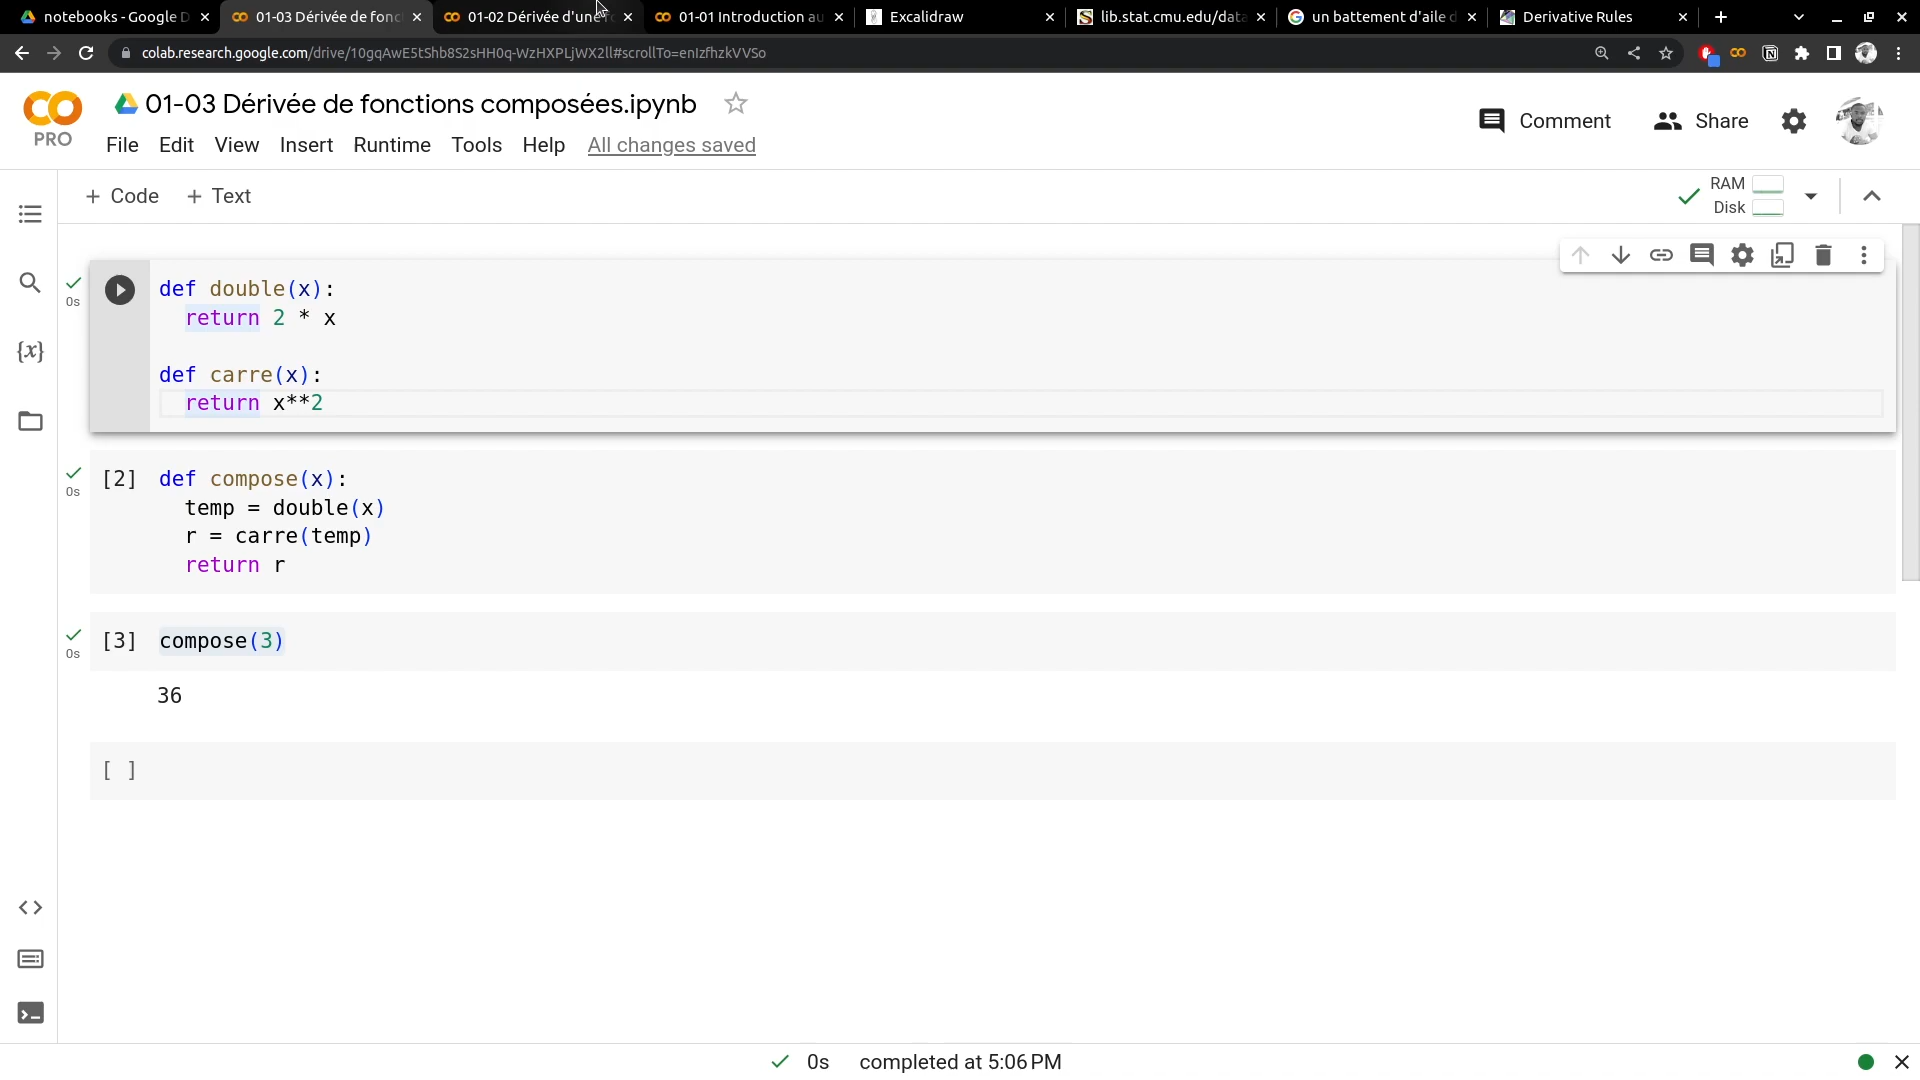 notebooks - Google D
01-03 Dérivée de fonc
01-02 Dérivée d'une
01-01 Introduction au
Excalidraw
lib.stat.cmu.edu/data
un battement d'aile d
Derivative Rules
colab.research.google.com/drive/10gqAwE5tShb8S2sHH0q-WzHXPLjWX2ll#scrollTo=enIzfhzkVVSo
PRO
01-03 Dérivée de fonctions composées.ipynb
Comment
Share
File Edit View Insert Runtime Tools Help All changes saved
+ Code + Text
RAM
Disk
{x}
0s
def double(x):
return 2 * x
def carre(x):
return x**2
0s
[2]
def compose(x):
temp = double(x)
r = carre(temp)
return r
0s
[3] compose(3)
36
[ ]
0s completed at 5:06 PM